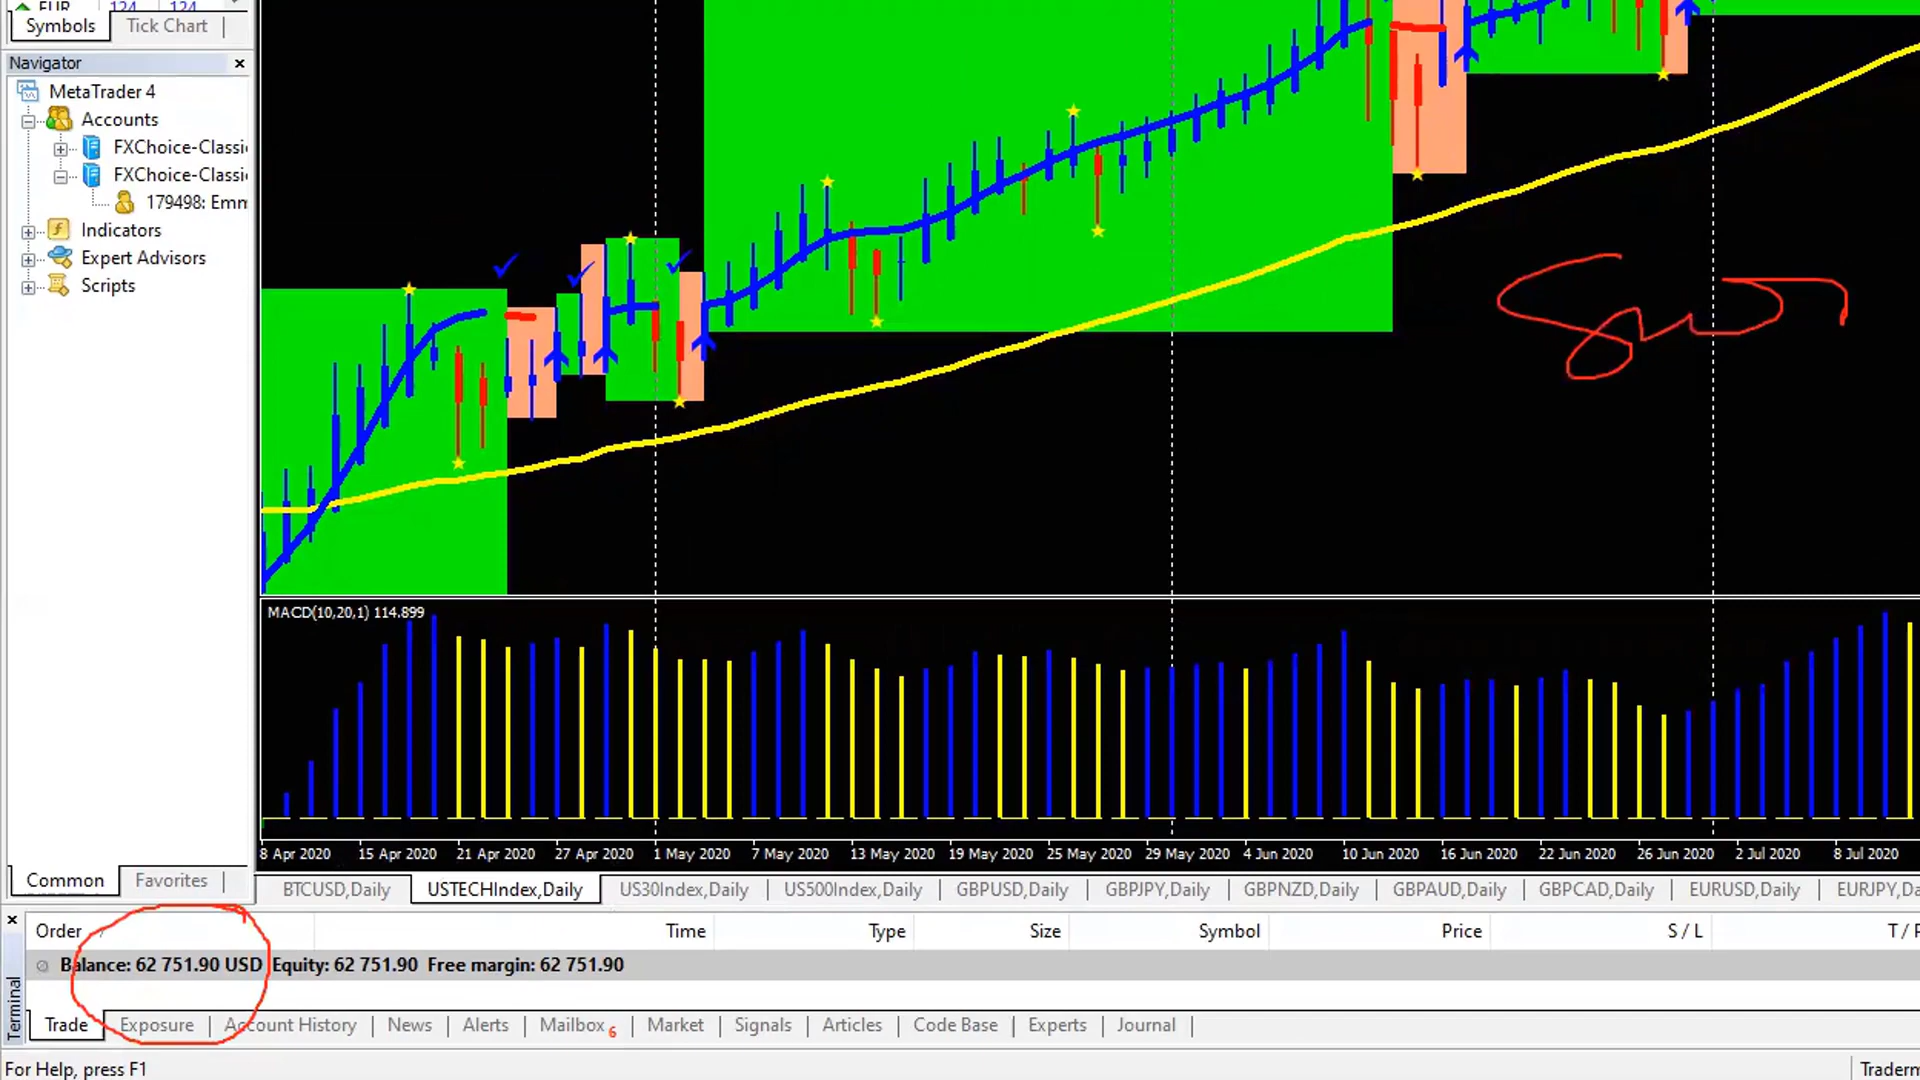 EUR 124 124
Symbols Tick Chart
Navigator
MetaTrader 4
Accounts
FXChoice-Classi
FXChoice-Classi
179498: Emm
Indicators
Expert Advisors
Scripts
MACD(10,20,1) 114.899
8 Apr 2020 15 Apr 2020 21 Apr 2020 27 Apr 2020 1 May 2020 7 May 2020 13 May 2020 19 May 2020 25 May 2020 29 May 2020 4 Jun 2020 10 Jun 2020 16 Jun 2020 22 Jun 2020 26 Jun 2020 2 Jul 2020 8 Jul 2020
Common Favorites
BTCUSD,Daily USTECHIndex,Daily US30Index,Daily US500Index,Daily GBPUSD,Daily GBPJPY,Daily GBPNZD,Daily GBPAUD,Daily GBPCAD,Daily EURUSD,Daily EURJPY,Da
Order Time Type Size Symbol Price S / L T / P
Balance: 62 751.90 USD Equity: 62 751.90 Free margin: 62 751.90
Terminal
Trade Exposure Account History News Alerts Mailbox 6 Market Signals Articles Code Base Experts Journal
For Help, press F1
Traderm